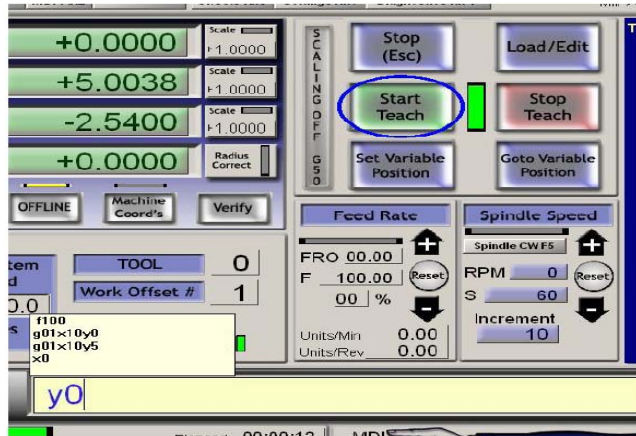 +0.0000
Scale
+1.0000
+5.0038
Scale
+1.0000
-2.5400
Scale
+1.0000
+0.0000
Radius
Correct
SCALING OFF G50
Stop
(Esc)
Load/Edit
Start
Teach
Stop
Teach
Set Variable
Position
Goto Variable
Position
OFFLINE
Machine
Coord's
Verify
TOOL 0
Work Offset # 1
Feed Rate
FRO 00.00
F 100.00 Reset
00 %
Units/Min 0.00
Units/Rev 0.00
Spindle Speed
Spindle CW F5
RPM 0 Reset
S 60
Increment
10
f100
g01x10y0
g01x10y5
x0
y0